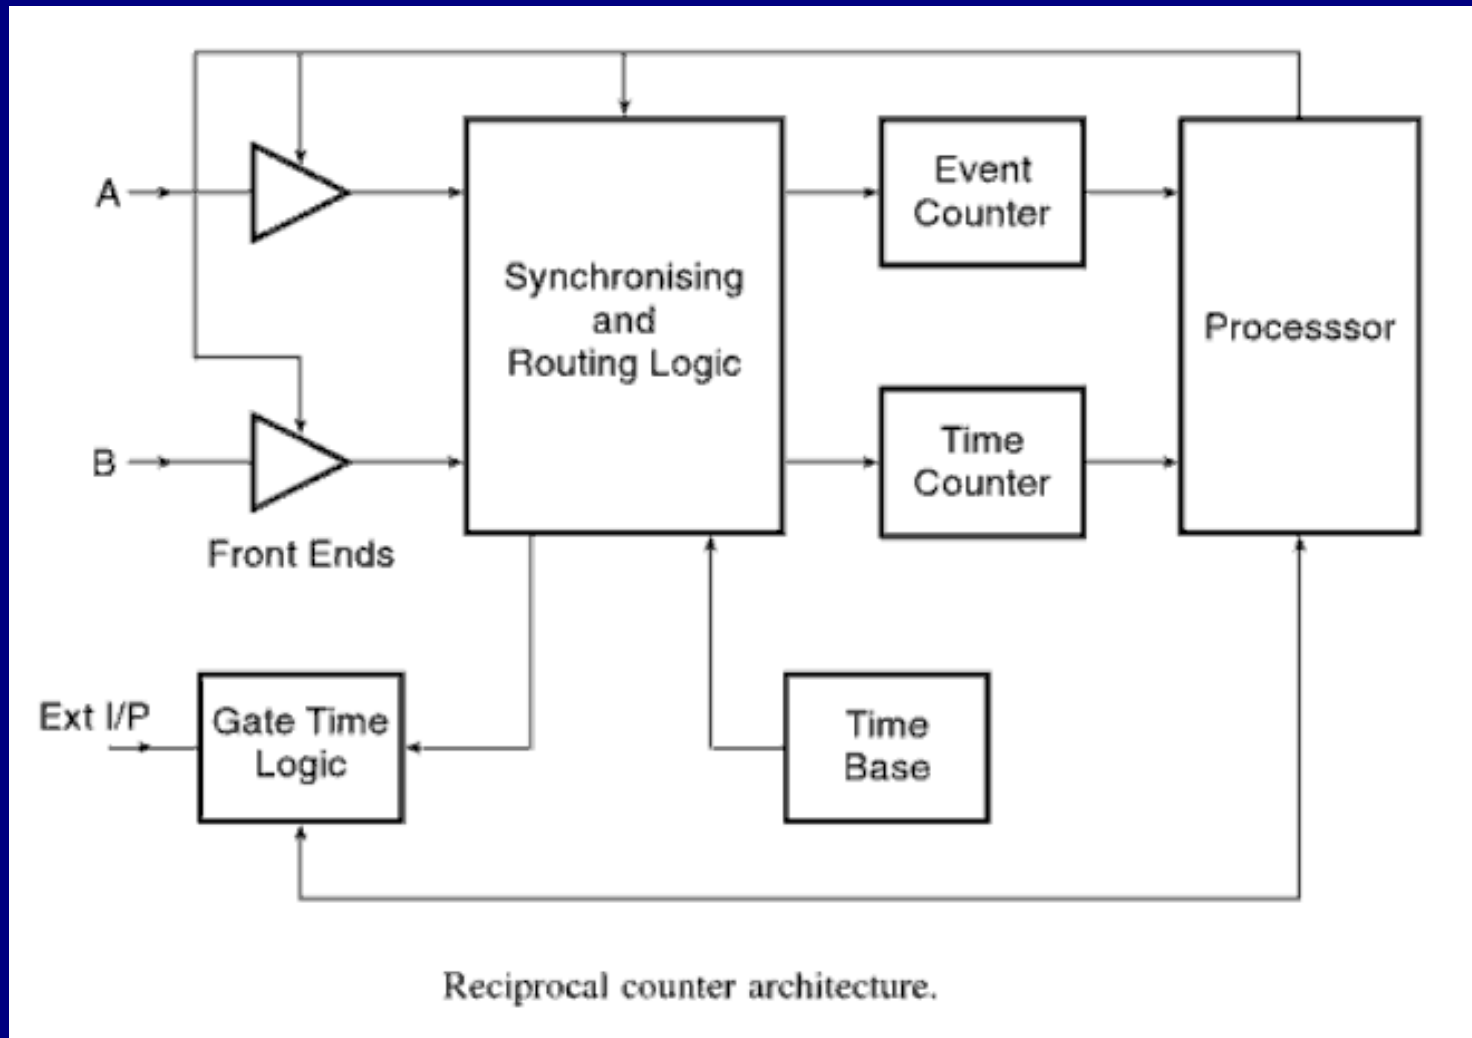 A
B
Front Ends
Synchronising
and
Routing Logic
Event
Counter
Time
Counter
Processsor
Ext I/P
Gate Time
Logic
Time
Base
Reciprocal counter architecture.